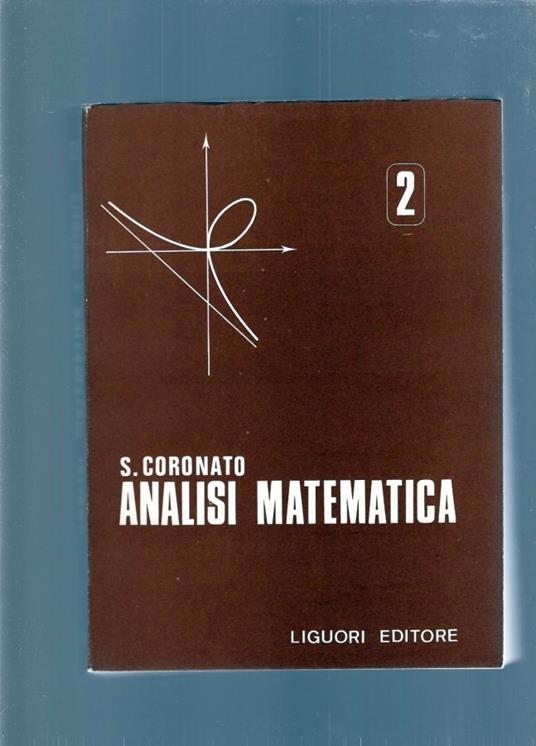 2
S. CORONATO
ANALISI MATEMATICA
LIGUORI EDITORE